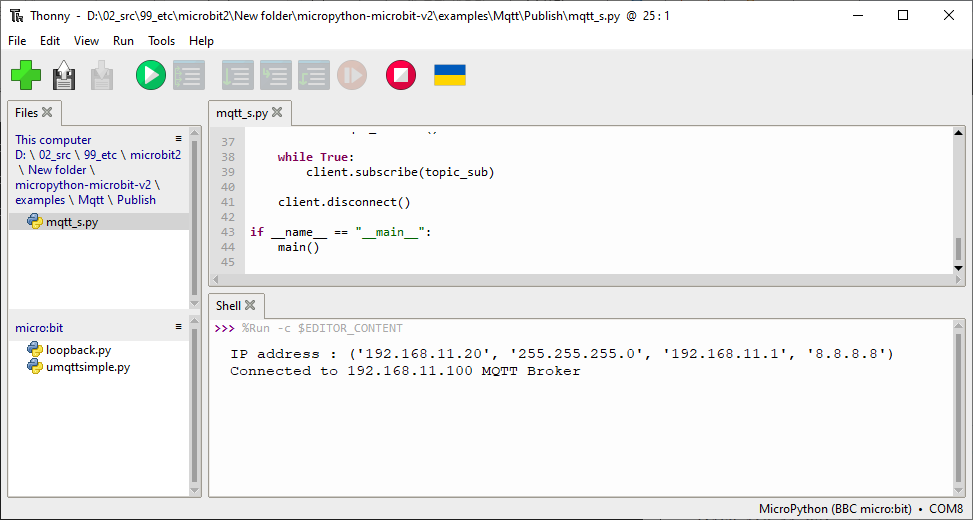 Thonny - D:\02_src\99_etc\microbit2\New folder\micropython-microbit-v2\examples\Mqtt\Publish\mqtt_s.py @ 25 : 1
File Edit View Run Tools Help
Files
This computer
D: \ 02_src \ 99_etc \ microbit2
\ New folder \
micropython-microbit-v2 \
examples \ Mqtt \ Publish
mqtt_s.py
micro:bit
loopback.py
umqttsimple.py
mqtt_s.py
37
38 while True:
39 client.subscribe(topic_sub)
40
41 client.disconnect()
42
43 if __name__ == "__main__":
44 main()
45
Shell
>>> %Run -c $EDITOR_CONTENT
IP address : ('192.168.11.20', '255.255.255.0', '192.168.11.1', '8.8.8.8')
Connected to 192.168.11.100 MQTT Broker
MicroPython (BBC micro:bit) • COM8